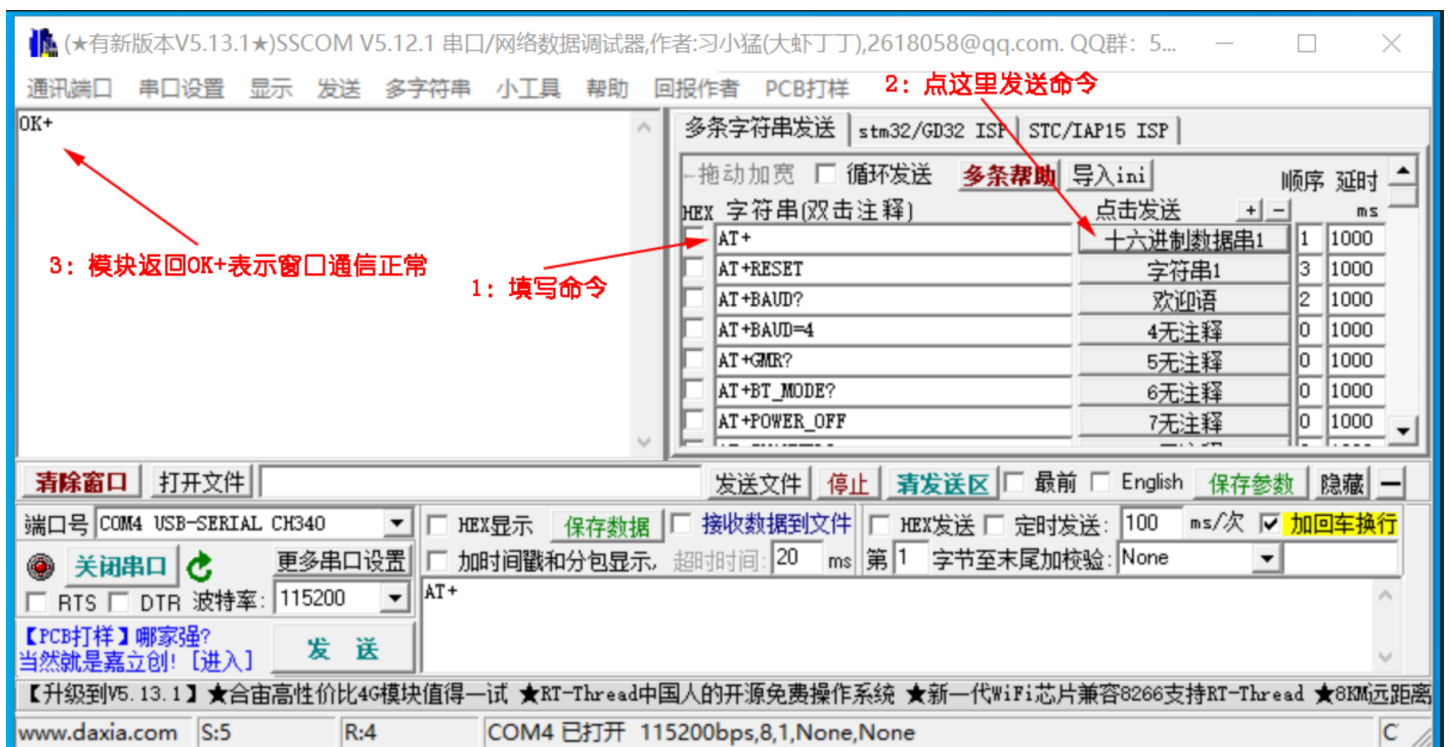 (★有新版本V5.13.1★)SSCOM V5.12.1 串口/网络数据调试器,作者:习小猛(大虾丁丁),2618058@qq.com. QQ群: 5...
通讯端口 串口设置 显示 发送 多字符串 小工具 帮助 回报作者 PCB打样
2: 点这里发送命令
OK+
3: 模块返回OK+表示窗口通信正常
1: 填写命令
多条字符串发送 stm32/GD32 ISP STC/IAP15 ISP
拖动加宽 循环发送 多条帮助 导入ini 顺序 延时
HEX 字符串(双击注释) 点击发送 + - ms
AT+ 十六进制数据串1 1 1000
AT+RESET 字符串1 3 1000
AT+BAUD? 欢迎语 2 1000
AT+BAUD=4 4无注释 0 1000
AT+GMR? 5无注释 0 1000
AT+BT_MODE? 6无注释 0 1000
AT+POWER_OFF 7无注释 0 1000
清除窗口 打开文件 发送文件 停止 清发送区 最前 English 保存参数 隐藏 —
端口号 COM4 USB-SERIAL CH340 HEX显示 保存数据 接收数据到文件 HEX发送 定时发送: 100 ms/次 加回车换行
关闭串口 更多串口设置 加时间戳和分包显示, 超时时间: 20 ms 第 1 字节至末尾加校验: None
RTS DTR 波特率: 115200
AT+
【PCB打样】哪家强?
当然就是嘉立创! [进入]
发 送
【升级到V5.13.1】★合宙高性价比4G模块值得一试 ★RT-Thread中国人的开源免费操作系统 ★新一代WiFi芯片兼容8266支持RT-Thread ★8KM远距离
www.daxia.com S:5 R:4 COM4 已打开 115200bps,8,1,None,None C